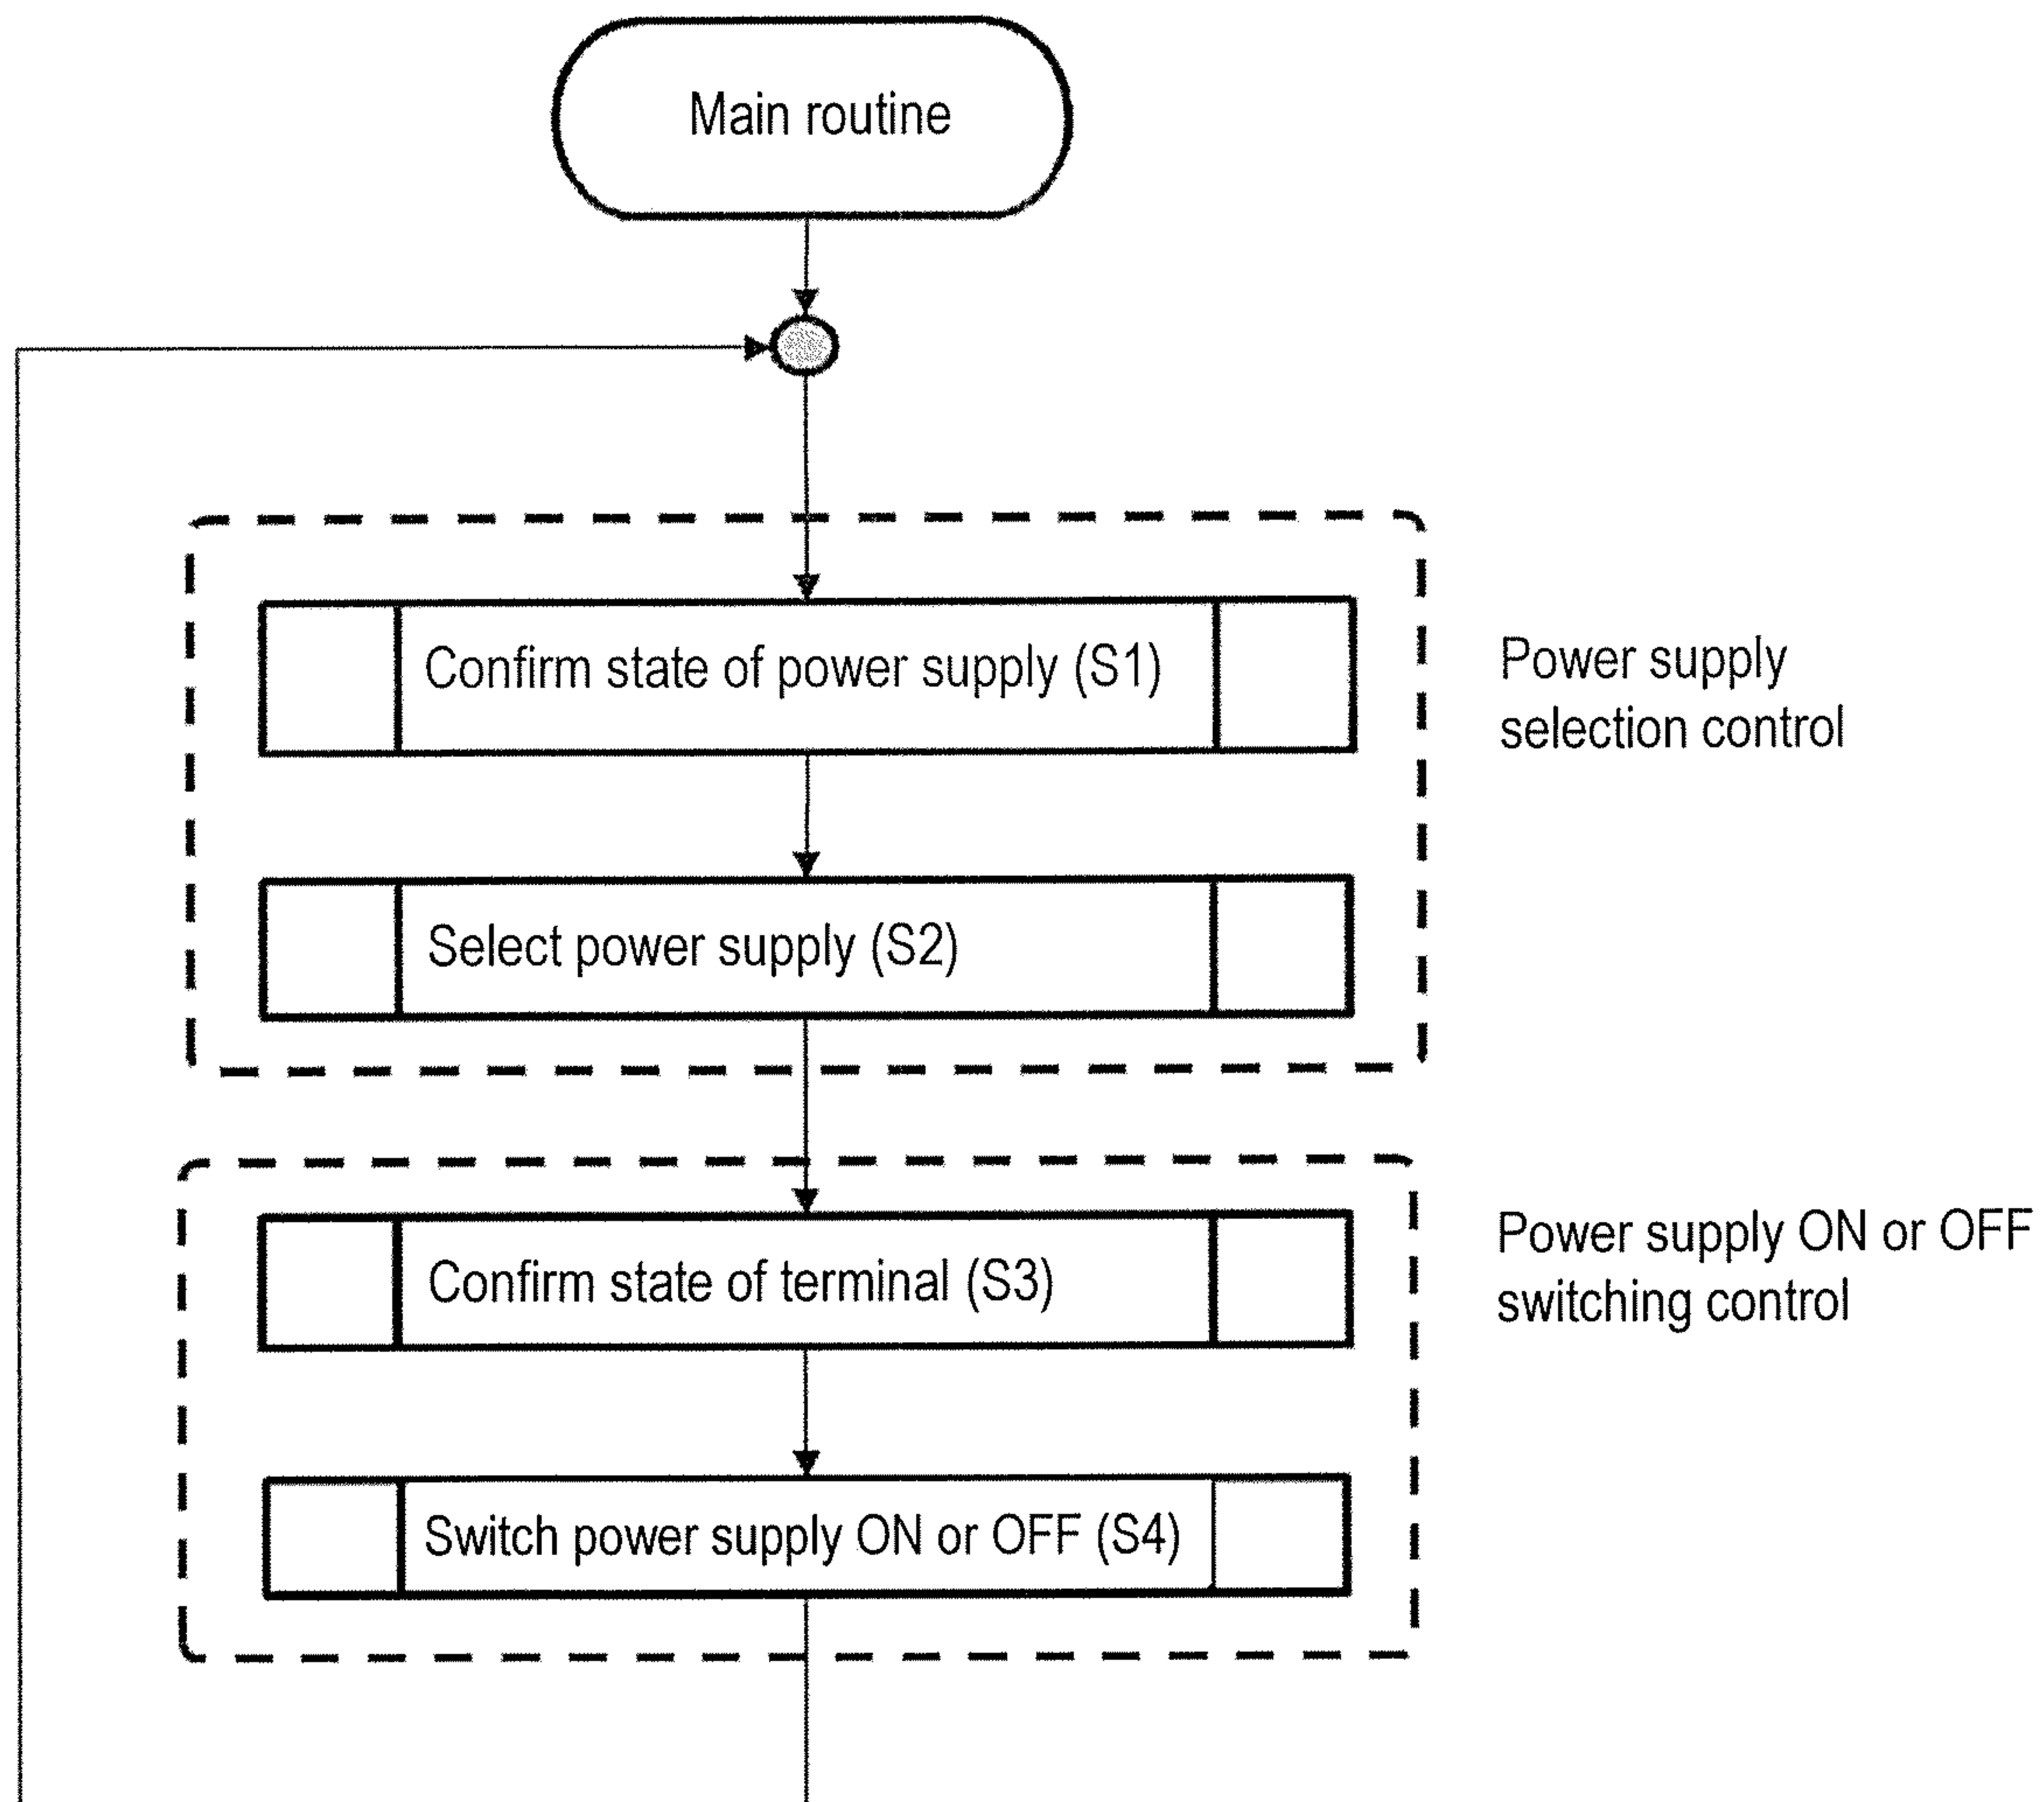 Main routine
Confirm state of power supply (S1)
Power supply
selection control
Select power supply (S2)
Confirm state of terminal (S3)
Power supply ON or OFF
switching control
Switch power supply ON or OFF (S4)